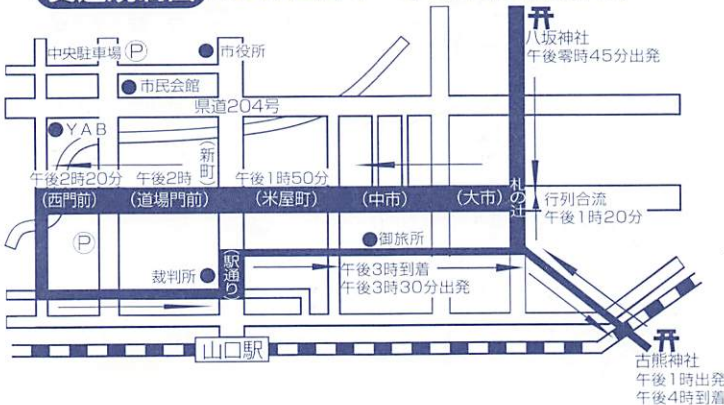 八坂神社
午後零時45分出発
中央駐車場 Ⓟ
市役所
市民会館
県道204号
YAB
(新町)
午後2時20分
午後2時
午後1時50分
(西門前)
(道場門前)
(米屋町)
(中市)
(大市)
札の辻
行列合流
午後1時20分
Ⓟ
御旅所
(駅通り)
裁判所
午後3時到着
午後3時30分出発
山口駅
古熊神社
午後1時出発
午後4時到着